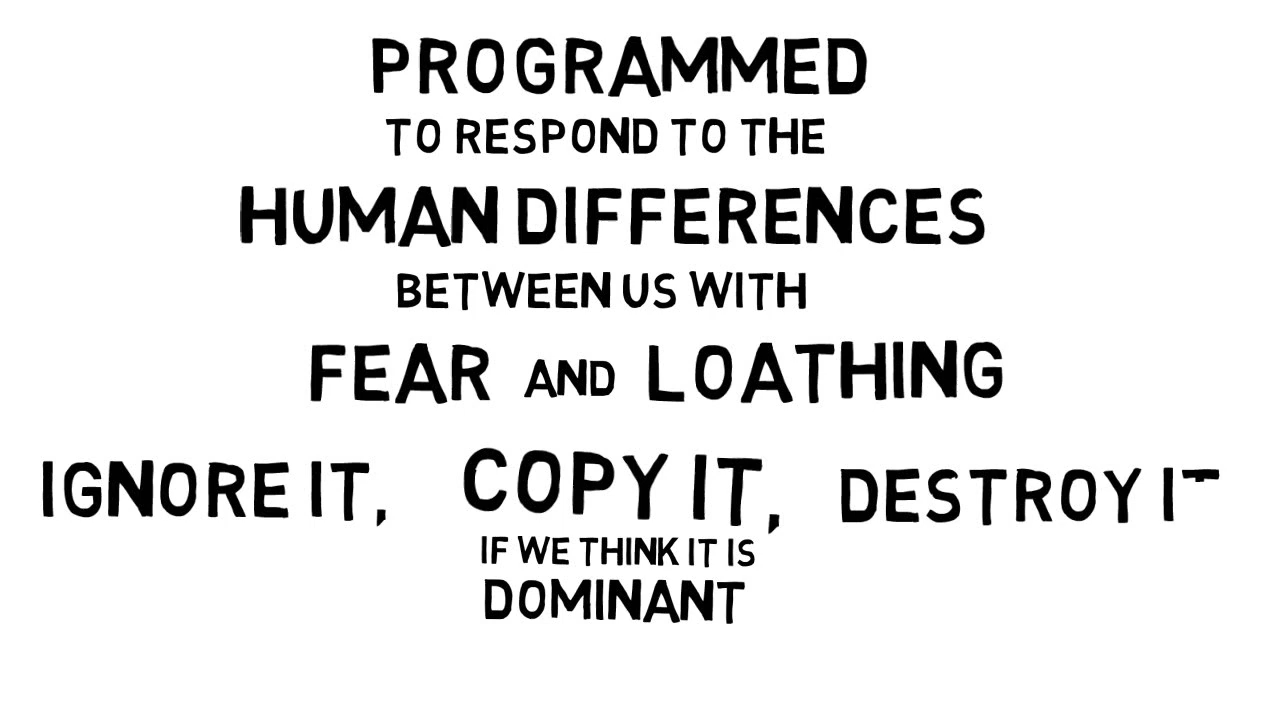 PROGRAMMED
TO RESPOND TO THE
HUMAN DIFFERENCES
BETWEEN US WITH
FEAR AND LOATHING
IGNORE IT, COPY IT, DESTROY IT
IF WE THINK IT IS
DOMINANT